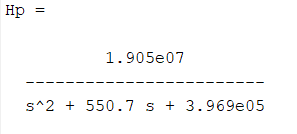 Hp =
1.905e07
------------------------
s^2 + 550.7 s + 3.969e05